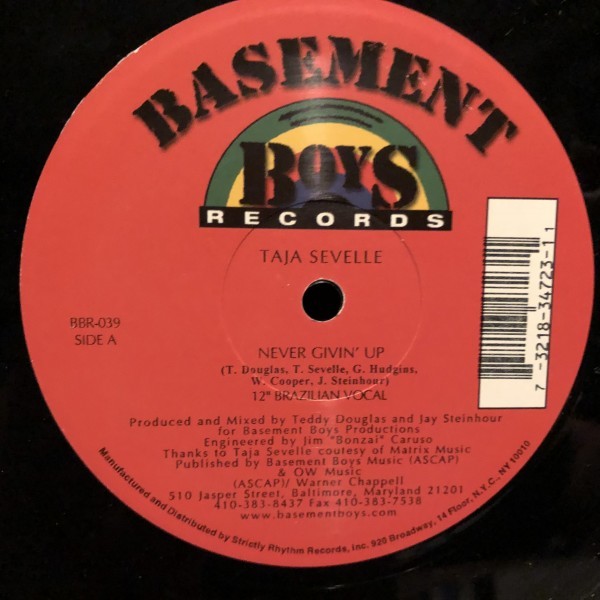 BASEMENT
BOYS
RECORDS
TAJA SEVELLE
BBR-039
SIDE A
NEVER GIVIN' UP
(T. Douglas, T. Sevelle, G. Hudgins,
W. Cooper, J. Steinhour)
12" BRAZILIAN VOCAL
Produced and Mixed by Teddy Douglas and Jay Steinhour
for Basement Boys Productions
Engineered by Jim "Bonzai" Caruso
Thanks to Taja Sevelle coutesy of Matrix Music
Published by Basement Boys Music (ASCAP)
& OW Music
(ASCAP)/ Warner Chappell
510 Jasper Street, Baltimore, Maryland 21201
410-383-8437 Fax 410-383-7538
www.basementboys.com
Manufactured and Distributed by Strictly Rhythm Records, Inc. 920 Broadway, 14 Floor, N.Y.C., NY 10010
7 -3218-34723-1 1